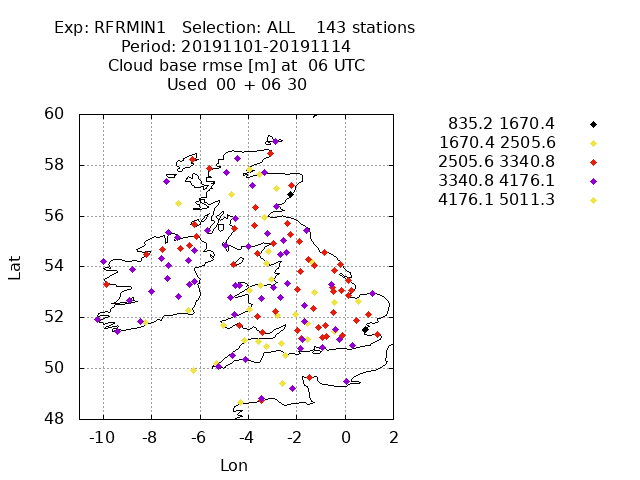 Exp: RFRMIN1 Selection: ALL 143 stations
Period: 20191101-20191114
Cloud base rmse [m] at 06 UTC
Used 00 + 06 30
835.2 1670.4
1670.4 2505.6
2505.6 3340.8
3340.8 4176.1
4176.1 5011.3
60
58
56
54
52
50
48
Lat
-10 -8 -6 -4 -2 0 2
Lon